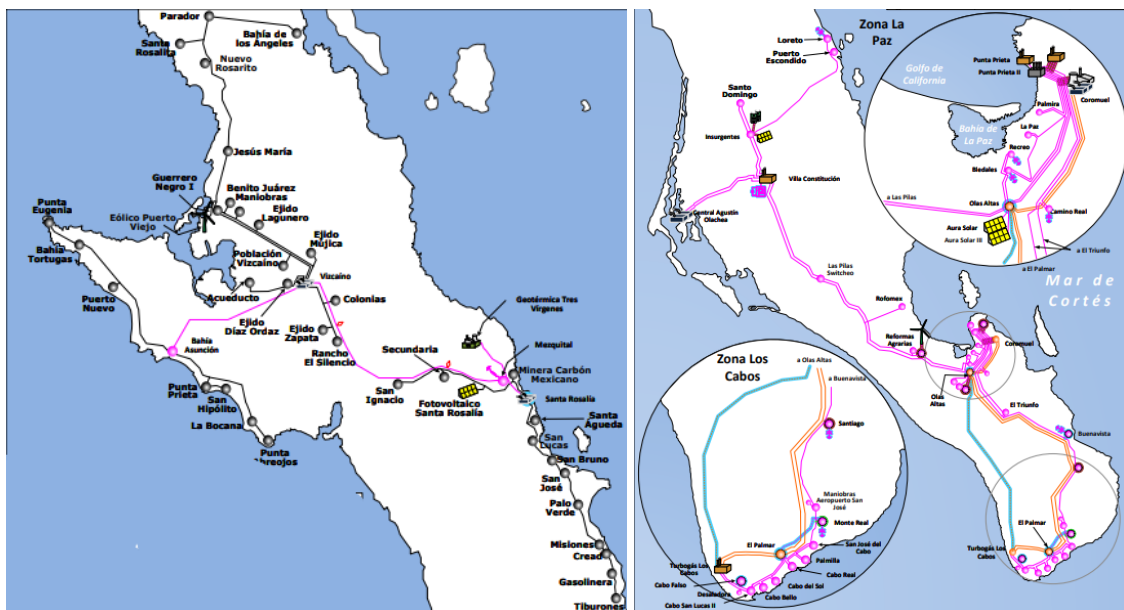 Parador
Santa
Rosalita
Bahía de
los Ángeles
Nuevo
Rosarito
Jesús María
Guerrero
Negro I
Benito Juárez
Maniobras
Ejido
Lagunero
Punta
Eugenia
Eólico Puerto
Viejo
Ejido
Mújica
Bahía
Tortugas
Población
Vizcaíno
Vizcaíno
Acueducto
Colonias
Puerto
Nuevo
Ejido
Díaz Ordaz
Geotérmica Tres
Vírgenes
Ejido
Zapata
Bahía
Asunción
Rancho
El Silencio
Secundaria
Mezquital
Minera Carbón
Mexicano
Punta
Prieta
San
Hipólito
San
Ignacio
Fotovoltaico
Santa Rosalía
Santa Rosalía
La Bocana
Santa
Águeda
San
Lucas
Punta
San Bruno
San
José
Palo
Verde
Misiones
Cread
Gasolinera
Tiburones
Zona La
Paz
Loreto
Puerto
Escondido
Santo
Domingo
Insurgentes
Villa Constitución
Central Agustín
Olachea
Las Pilas
Switcheo
Rofomex
Reformas
Agrarias
Coromuel
Olas
Altas
El Triunfo
Buenavista
El Palmar
Turbogás Los
Cabos
Mar de
Cortés
Golfo de
California
Punta Prieta
Punta Prieta II
Coromuel
Palmira
Bahía de
La Paz
La Paz
Recreo
Bledales
a Las Pilas
Olas Altas
Camino Real
Aura Solar
Aura Solar III
a El Triunfo
a El Palmar
Zona Los
Cabos
a Olas Altas
a Buenavista
Santiago
Maniobras
Aeropuerto San
José
Monte Real
El Palmar
San José del
Cabo
Palmilla
Turbogás Los
Cabos
Cabo Real
Cabo Falso
Cabo del Sol
Desaladora
Cabo Bello
Cabo San Lucas II